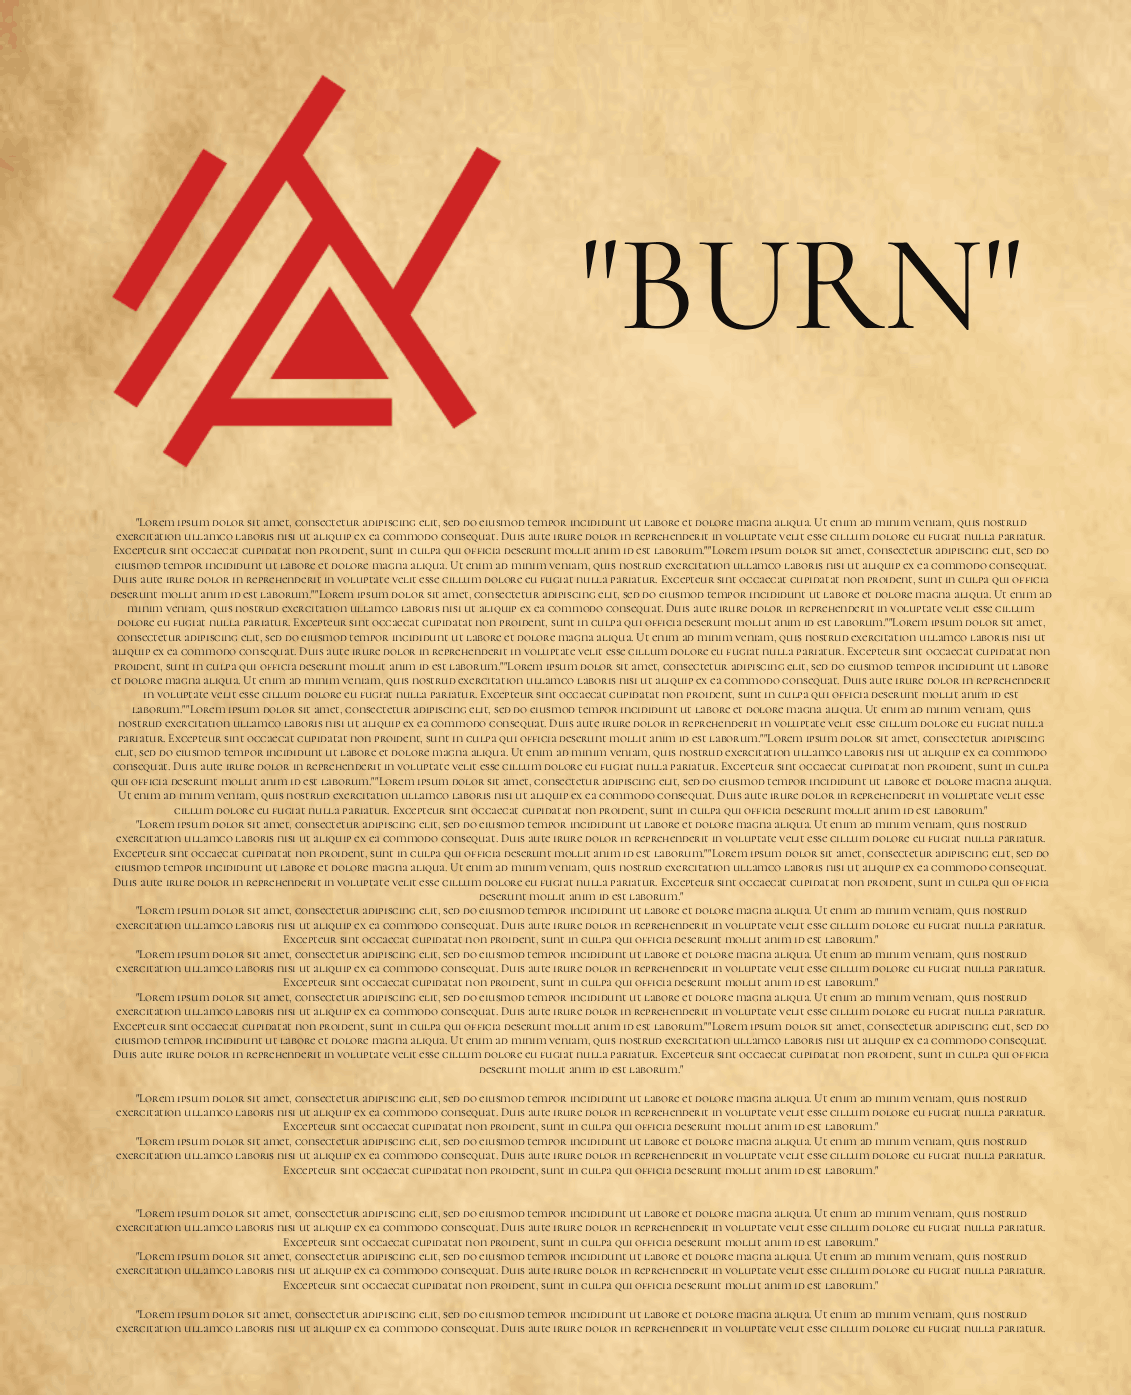 "BURN"
"Lorem ipsum dolor sit amet, consectetur adipiscing elit, sed do eiusmod tempor incididunt ut labore et dolore magna aliqua. Ut enim ad minim veniam, quis nostrud
exercitation ullamco laboris nisi ut aliquip ex ea commodo consequat. Duis aute irure dolor in reprehenderit in voluptate velit esse cillum dolore eu fugiat nulla pariatur.
Excepteur sint occaecat cupidatat non proident, sunt in culpa qui officia deserunt mollit anim id est laborum.""Lorem ipsum dolor sit amet, consectetur adipiscing elit, sed do
eiusmod tempor incididunt ut labore et dolore magna aliqua. Ut enim ad minim veniam, quis nostrud exercitation ullamco laboris nisi ut aliquip ex ea commodo consequat.
Duis aute irure dolor in reprehenderit in voluptate velit esse cillum dolore eu fugiat nulla pariatur. Excepteur sint occaecat cupidatat non proident, sunt in culpa qui officia
deserunt mollit anim id est laborum.""Lorem ipsum dolor sit amet, consectetur adipiscing elit, sed do eiusmod tempor incididunt ut labore et dolore magna aliqua. Ut enim ad
minim veniam, quis nostrud exercitation ullamco laboris nisi ut aliquip ex ea commodo consequat. Duis aute irure dolor in reprehenderit in voluptate velit esse cillum
dolore eu fugiat nulla pariatur. Excepteur sint occaecat cupidatat non proident, sunt in culpa qui officia deserunt mollit anim id est laborum.""Lorem ipsum dolor sit amet,
consectetur adipiscing elit, sed do eiusmod tempor incididunt ut labore et dolore magna aliqua. Ut enim ad minim veniam, quis nostrud exercitation ullamco laboris nisi ut
aliquip ex ea commodo consequat. Duis aute irure dolor in reprehenderit in voluptate velit esse cillum dolore eu fugiat nulla pariatur. Excepteur sint occaecat cupidatat non
proident, sunt in culpa qui officia deserunt mollit anim id est laborum.""Lorem ipsum dolor sit amet, consectetur adipiscing elit, sed do eiusmod tempor incididunt ut labore
et dolore magna aliqua. Ut enim ad minim veniam, quis nostrud exercitation ullamco laboris nisi ut aliquip ex ea commodo consequat. Duis aute irure dolor in reprehenderit
in voluptate velit esse cillum dolore eu fugiat nulla pariatur. Excepteur sint occaecat cupidatat non proident, sunt in culpa qui officia deserunt mollit anim id est
laborum.""Lorem ipsum dolor sit amet, consectetur adipiscing elit, sed do eiusmod tempor incididunt ut labore et dolore magna aliqua. Ut enim ad minim veniam, quis
nostrud exercitation ullamco laboris nisi ut aliquip ex ea commodo consequat. Duis aute irure dolor in reprehenderit in voluptate velit esse cillum dolore eu fugiat nulla
pariatur. Excepteur sint occaecat cupidatat non proident, sunt in culpa qui officia deserunt mollit anim id est laborum.""Lorem ipsum dolor sit amet, consectetur adipiscing
elit, sed do eiusmod tempor incididunt ut labore et dolore magna aliqua. Ut enim ad minim veniam, quis nostrud exercitation ullamco laboris nisi ut aliquip ex ea commodo
consequat. Duis aute irure dolor in reprehenderit in voluptate velit esse cillum dolore eu fugiat nulla pariatur. Excepteur sint occaecat cupidatat non proident, sunt in culpa
qui officia deserunt mollit anim id est laborum.""Lorem ipsum dolor sit amet, consectetur adipiscing elit, sed do eiusmod tempor incididunt ut labore et dolore magna aliqua.
Ut enim ad minim veniam, quis nostrud exercitation ullamco laboris nisi ut aliquip ex ea commodo consequat. Duis aute irure dolor in reprehenderit in voluptate velit esse
cillum dolore eu fugiat nulla pariatur. Excepteur sint occaecat cupidatat non proident, sunt in culpa qui officia deserunt mollit anim id est laborum."
"Lorem ipsum dolor sit amet, consectetur adipiscing elit, sed do eiusmod tempor incididunt ut labore et dolore magna aliqua. Ut enim ad minim veniam, quis nostrud
exercitation ullamco laboris nisi ut aliquip ex ea commodo consequat. Duis aute irure dolor in reprehenderit in voluptate velit esse cillum dolore eu fugiat nulla pariatur.
Excepteur sint occaecat cupidatat non proident, sunt in culpa qui officia deserunt mollit anim id est laborum.""Lorem ipsum dolor sit amet, consectetur adipiscing elit, sed do
eiusmod tempor incididunt ut labore et dolore magna aliqua. Ut enim ad minim veniam, quis nostrud exercitation ullamco laboris nisi ut aliquip ex ea commodo consequat.
Duis aute irure dolor in reprehenderit in voluptate velit esse cillum dolore eu fugiat nulla pariatur. Excepteur sint occaecat cupidatat non proident, sunt in culpa qui officia
deserunt mollit anim id est laborum."
"Lorem ipsum dolor sit amet, consectetur adipiscing elit, sed do eiusmod tempor incididunt ut labore et dolore magna aliqua. Ut enim ad minim veniam, quis nostrud
exercitation ullamco laboris nisi ut aliquip ex ea commodo consequat. Duis aute irure dolor in reprehenderit in voluptate velit esse cillum dolore eu fugiat nulla pariatur.
Excepteur sint occaecat cupidatat non proident, sunt in culpa qui officia deserunt mollit anim id est laborum."
"Lorem ipsum dolor sit amet, consectetur adipiscing elit, sed do eiusmod tempor incididunt ut labore et dolore magna aliqua. Ut enim ad minim veniam, quis nostrud
exercitation ullamco laboris nisi ut aliquip ex ea commodo consequat. Duis aute irure dolor in reprehenderit in voluptate velit esse cillum dolore eu fugiat nulla pariatur.
Excepteur sint occaecat cupidatat non proident, sunt in culpa qui officia deserunt mollit anim id est laborum."
"Lorem ipsum dolor sit amet, consectetur adipiscing elit, sed do eiusmod tempor incididunt ut labore et dolore magna aliqua. Ut enim ad minim veniam, quis nostrud
exercitation ullamco laboris nisi ut aliquip ex ea commodo consequat. Duis aute irure dolor in reprehenderit in voluptate velit esse cillum dolore eu fugiat nulla pariatur.
Excepteur sint occaecat cupidatat non proident, sunt in culpa qui officia deserunt mollit anim id est laborum.""Lorem ipsum dolor sit amet, consectetur adipiscing elit, sed do
eiusmod tempor incididunt ut labore et dolore magna aliqua. Ut enim ad minim veniam, quis nostrud exercitation ullamco laboris nisi ut aliquip ex ea commodo consequat.
Duis aute irure dolor in reprehenderit in voluptate velit esse cillum dolore eu fugiat nulla pariatur. Excepteur sint occaecat cupidatat non proident, sunt in culpa qui officia
deserunt mollit anim id est laborum."
"Lorem ipsum dolor sit amet, consectetur adipiscing elit, sed do eiusmod tempor incididunt ut labore et dolore magna aliqua. Ut enim ad minim veniam, quis nostrud
exercitation ullamco laboris nisi ut aliquip ex ea commodo consequat. Duis aute irure dolor in reprehenderit in voluptate velit esse cillum dolore eu fugiat nulla pariatur.
Excepteur sint occaecat cupidatat non proident, sunt in culpa qui officia deserunt mollit anim id est laborum."
"Lorem ipsum dolor sit amet, consectetur adipiscing elit, sed do eiusmod tempor incididunt ut labore et dolore magna aliqua. Ut enim ad minim veniam, quis nostrud
exercitation ullamco laboris nisi ut aliquip ex ea commodo consequat. Duis aute irure dolor in reprehenderit in voluptate velit esse cillum dolore eu fugiat nulla pariatur.
Excepteur sint occaecat cupidatat non proident, sunt in culpa qui officia deserunt mollit anim id est laborum."
"Lorem ipsum dolor sit amet, consectetur adipiscing elit, sed do eiusmod tempor incididunt ut labore et dolore magna aliqua. Ut enim ad minim veniam, quis nostrud
exercitation ullamco laboris nisi ut aliquip ex ea commodo consequat. Duis aute irure dolor in reprehenderit in voluptate velit esse cillum dolore eu fugiat nulla pariatur.
Excepteur sint occaecat cupidatat non proident, sunt in culpa qui officia deserunt mollit anim id est laborum."
"Lorem ipsum dolor sit amet, consectetur adipiscing elit, sed do eiusmod tempor incididunt ut labore et dolore magna aliqua. Ut enim ad minim veniam, quis nostrud
exercitation ullamco laboris nisi ut aliquip ex ea commodo consequat. Duis aute irure dolor in reprehenderit in voluptate velit esse cillum dolore eu fugiat nulla pariatur.
Excepteur sint occaecat cupidatat non proident, sunt in culpa qui officia deserunt mollit anim id est laborum."
"Lorem ipsum dolor sit amet, consectetur adipiscing elit, sed do eiusmod tempor incididunt ut labore et dolore magna aliqua. Ut enim ad minim veniam, quis nostrud
exercitation ullamco laboris nisi ut aliquip ex ea commodo consequat. Duis aute irure dolor in reprehenderit in voluptate velit esse cillum dolore eu fugiat nulla pariatur.